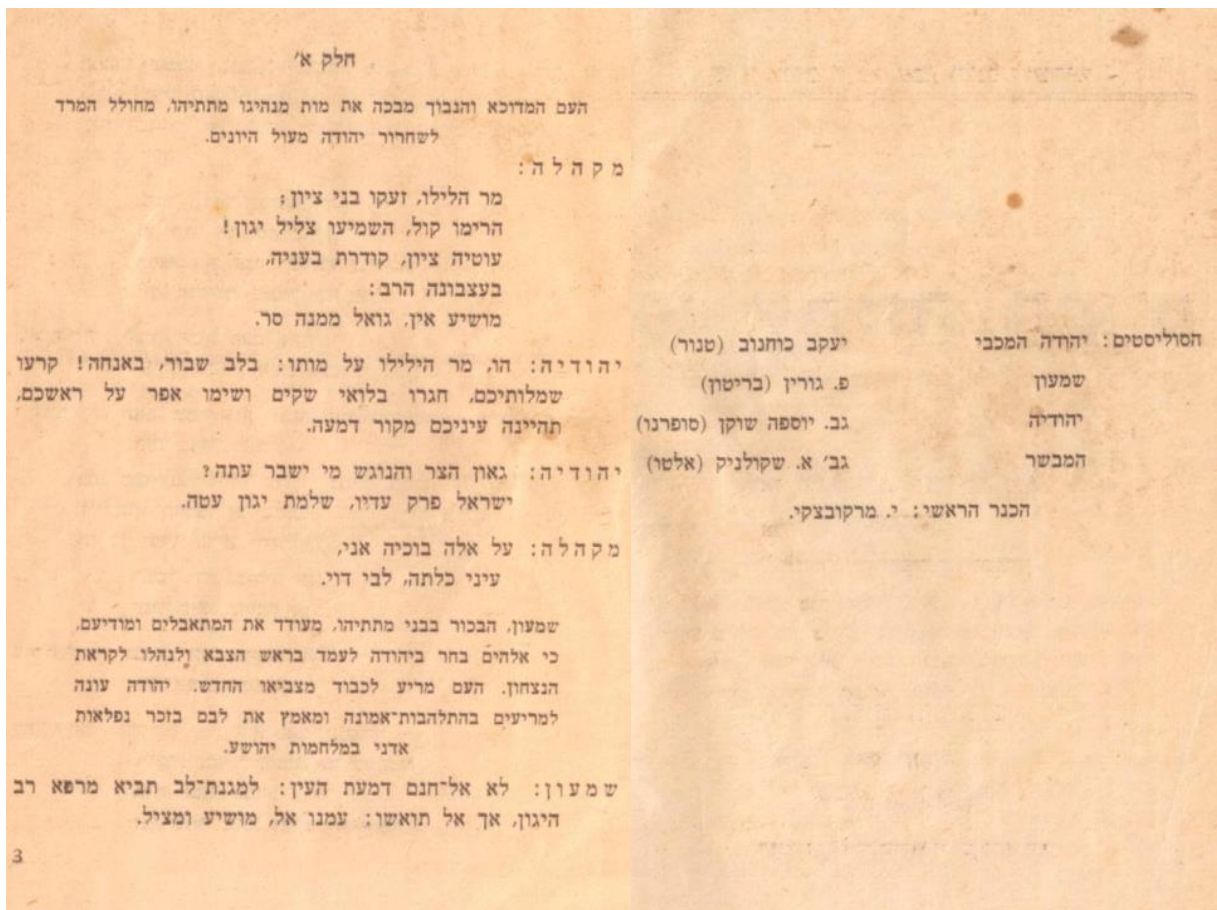 הסוליסטים: יהודה המכבי יעקב כוחנוב (טנור)
שמעון פ. גורין (בריטון)
יהודיה גב. יוספה שוקן (סופרנו)
המבשר גב' א. שקולניק (אלטו)
הכנר הראשי: י. מרקובצקי.
חלק א'
העם המדוכא והנבוך מבכה את מות מנהיגו מתתיהו, מחולל המרד
לשחרור יהודה מעול היונים.
מקהלה:
מר הלילו, זעקו בני ציון;
הרימו קול, השמיעו צליל יגון!
עוטיה ציון, קודרת בעניה,
בעצבונה הרב:
מושיע אין, גואל ממנה סר.
יהודיה: הו, מר הילילו על מותו: בלב שבור, באנחה! קרעו
שמלותיכם, חגרו בלואי שקים ושימו אפר על ראשכם,
תהיינה עיניכם מקור דמעה.
יהודיה: גאון הצר והנוגש מי ישבר עתה?
ישראל פרק עדיו, שלמת יגון עטה.
מקהלה: על אלה בוכיה אני,
עיני כלתה, לבי דוי.
שמעון, הבכור בבני מתתיהו, מעודד את המתאבלים ומודיעם,
כי אלהים בחר ביהודה לעמד בראש הצבא ולנהלו לקראת
הנצחון. העם מריע לכבוד מצביאו החדש. יהודה עונה
למריעים בהתלהבות־אמונה ומאמץ את לבם בזכר נפלאות
אדני במלחמות יהושע.
שמעון: לא אל־חנם דמעת העין: למגנת־לב תביא מרפא רב
היגון, אך אל תואשו: עמנו אל, מושיע ומציל.
3